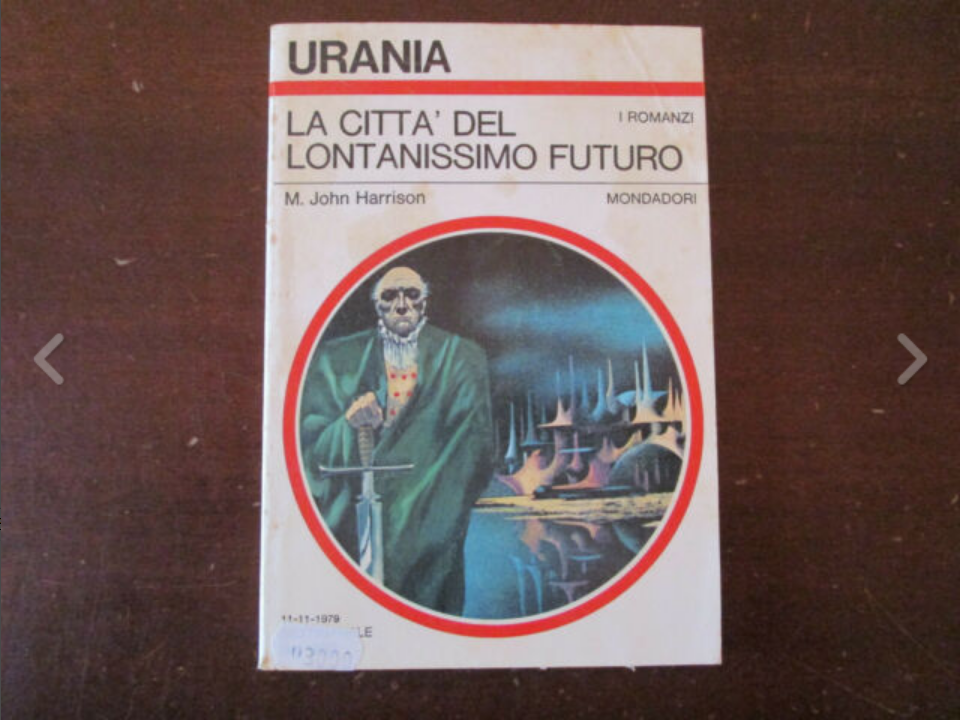 URANIA
LA CITTA' DEL
LONTANISSIMO FUTURO
I ROMANZI
M. John Harrison
MONDADORI
11-11-1979